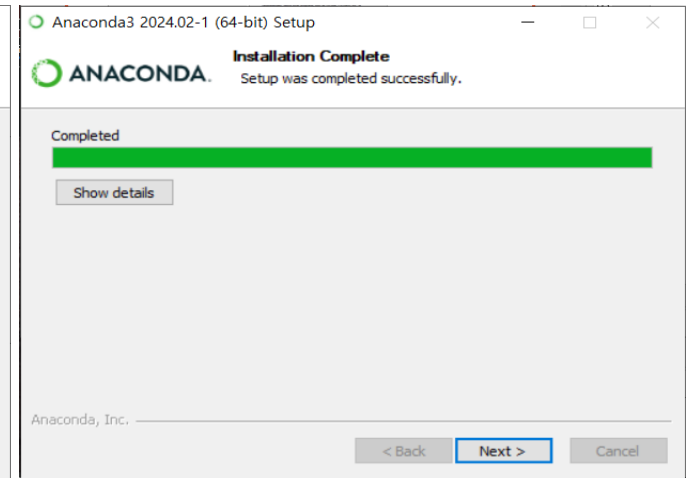 Anaconda3 2024.02-1 (64-bit) Setup
Installation Complete
ANACONDA.
Setup was completed successfully.
Completed
Show details
Anaconda, Inc.
< Back Next > Cancel